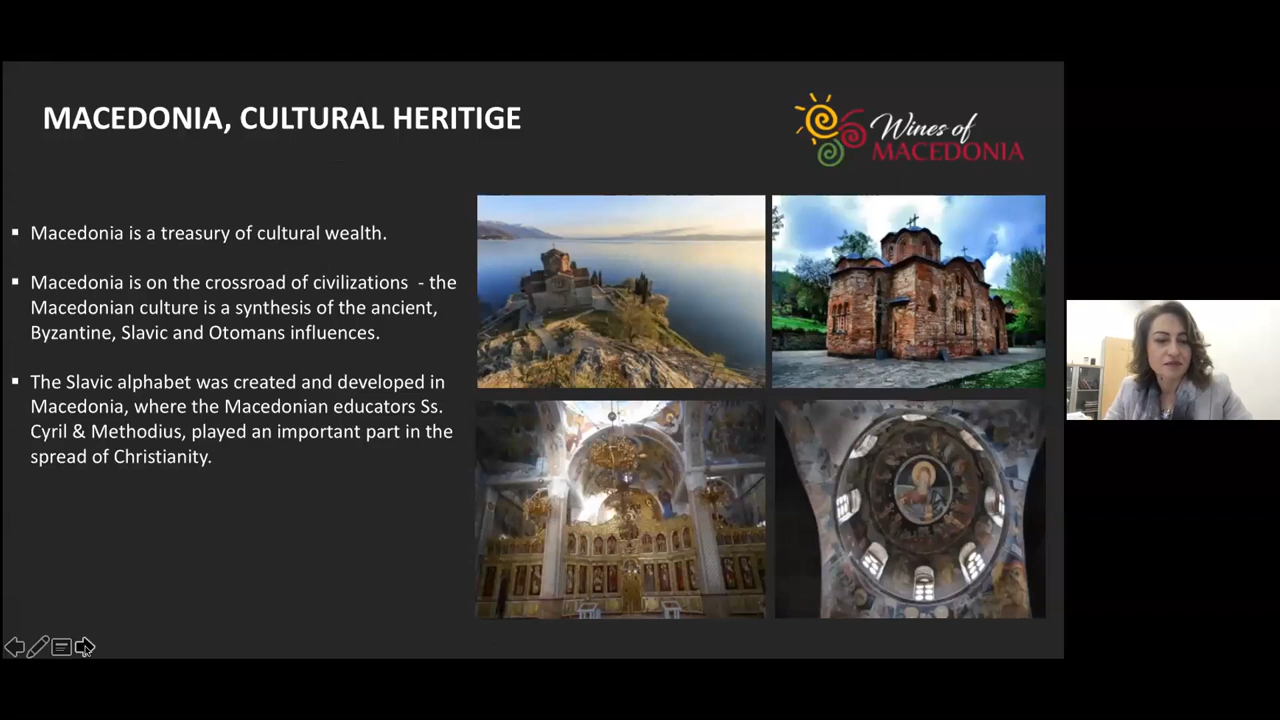 MACEDONIA, CULTURAL HERITIGE
Wines of
MACEDONIA
▪ Macedonia is a treasury of cultural wealth.
▪ Macedonia is on the crossroad of civilizations - the
Macedonian culture is a synthesis of the ancient,
Byzantine, Slavic and Otomans influences.
▪ The Slavic alphabet was created and developed in
Macedonia, where the Macedonian educators Ss.
Cyril & Methodius, played an important part in the
spread of Christianity.